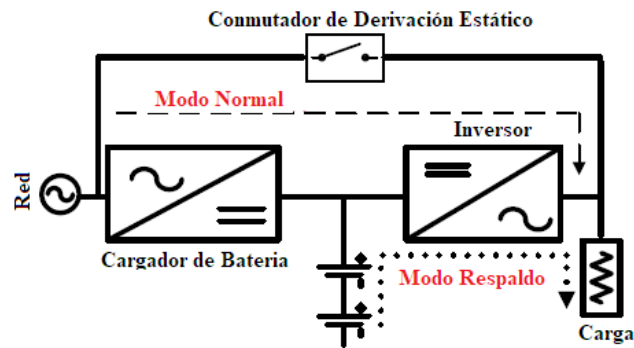 Conmutador de Derivación Estático
Modo Normal
Inversor
Red
Cargador de Bateria
Modo Respaldo
Carga